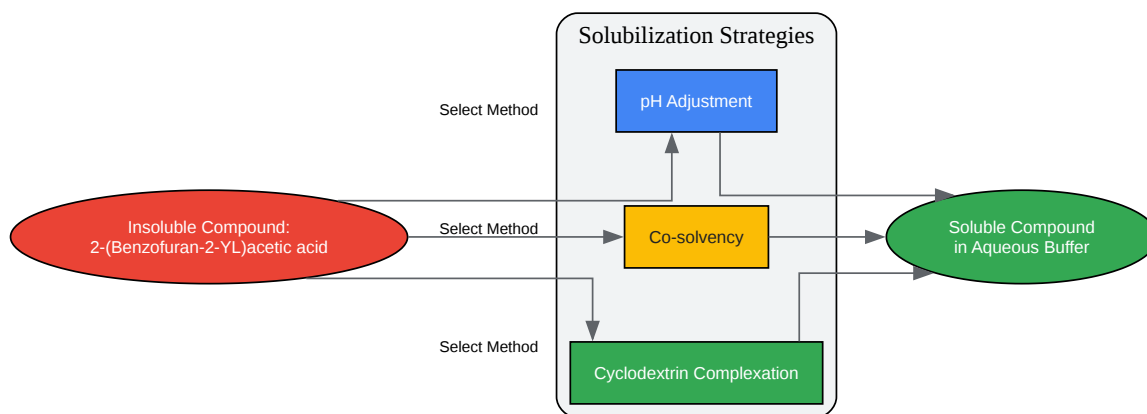 Solubilization Strategies
Select Method
pH Adjustment
Insoluble Compound:
2-(Benzofuran-2-YL)acetic acid
Select Method
Co-solvency
Soluble Compound
in Aqueous Buffer
Select Method
Cyclodextrin Complexation